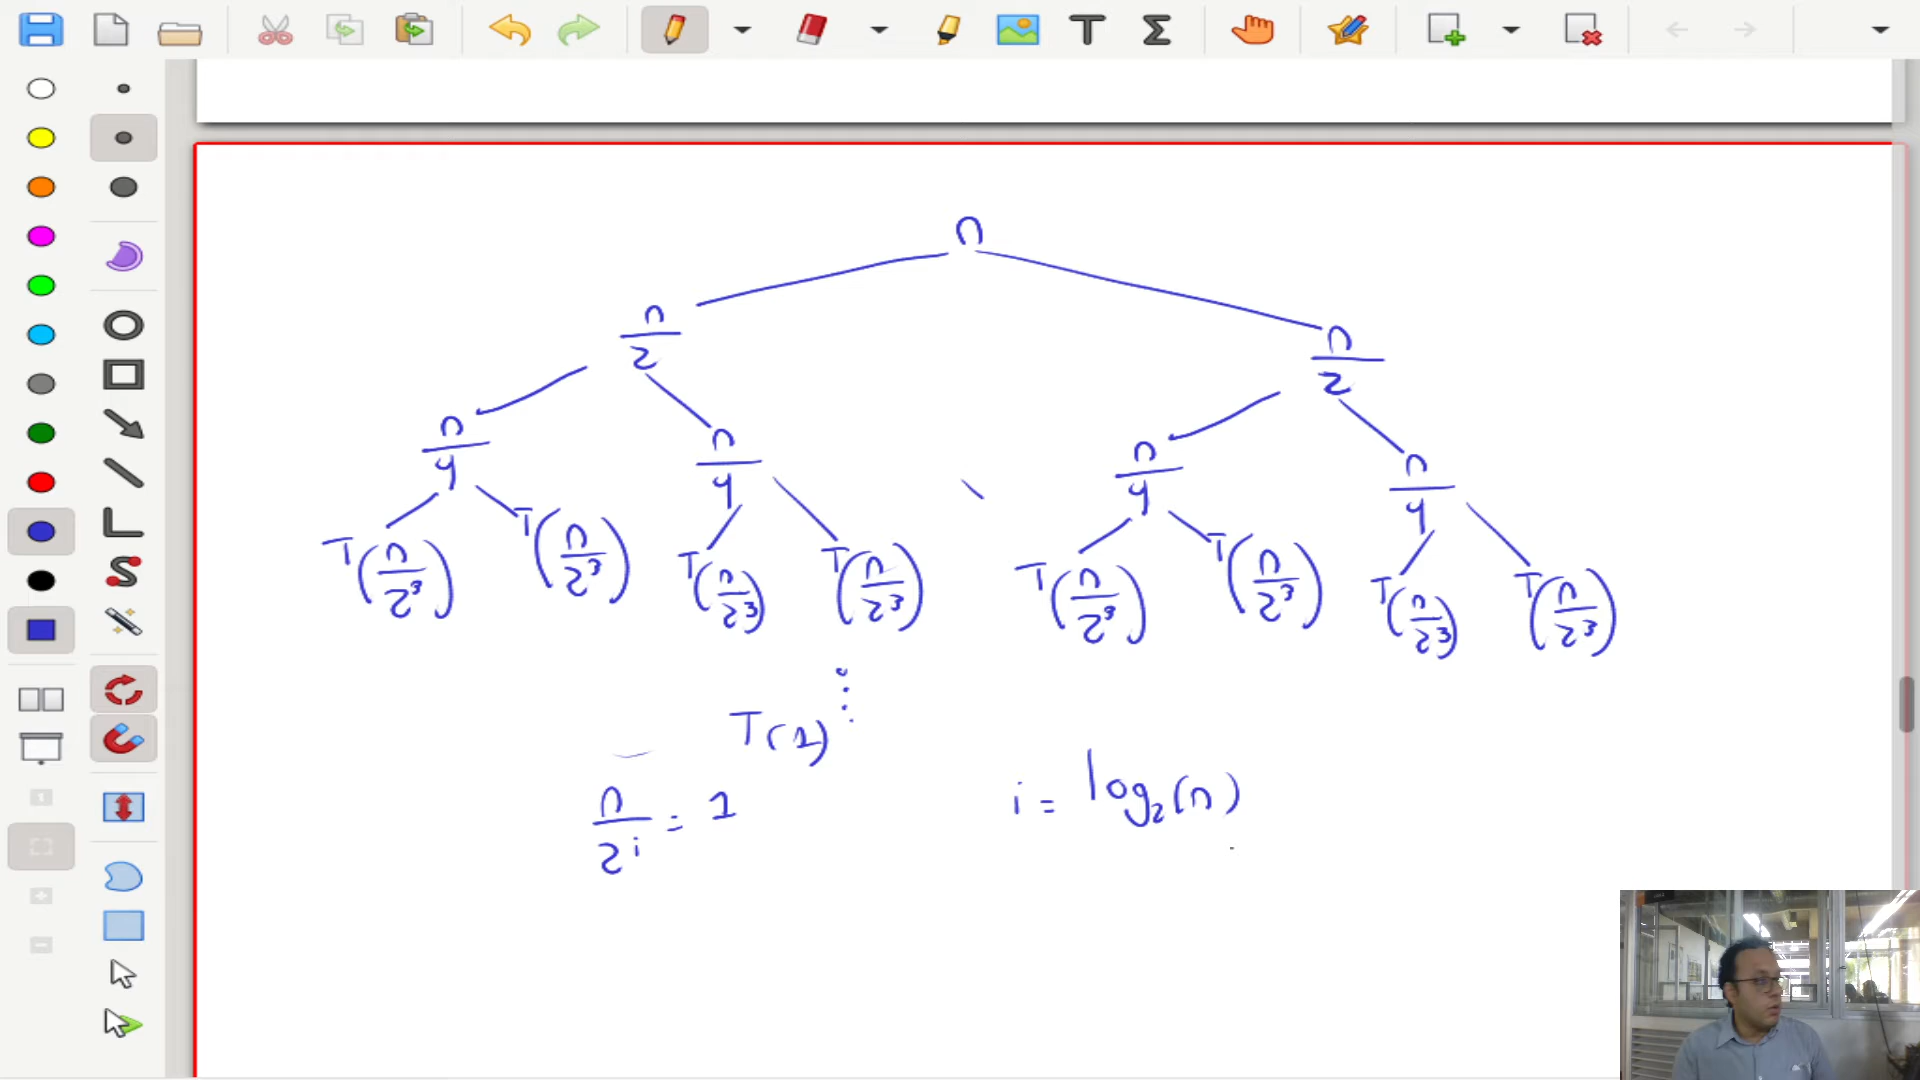 n
n/2 n/2
n/4 n/4 n/4 n/4
T(n/2³) T(n/2³) T(n/2³) T(n/2³) T(n/2³) T(n/2³) T(n/2³) T(n/2³)
⋮
T(1)
n/2ⁱ = 1 i = log₂(n)